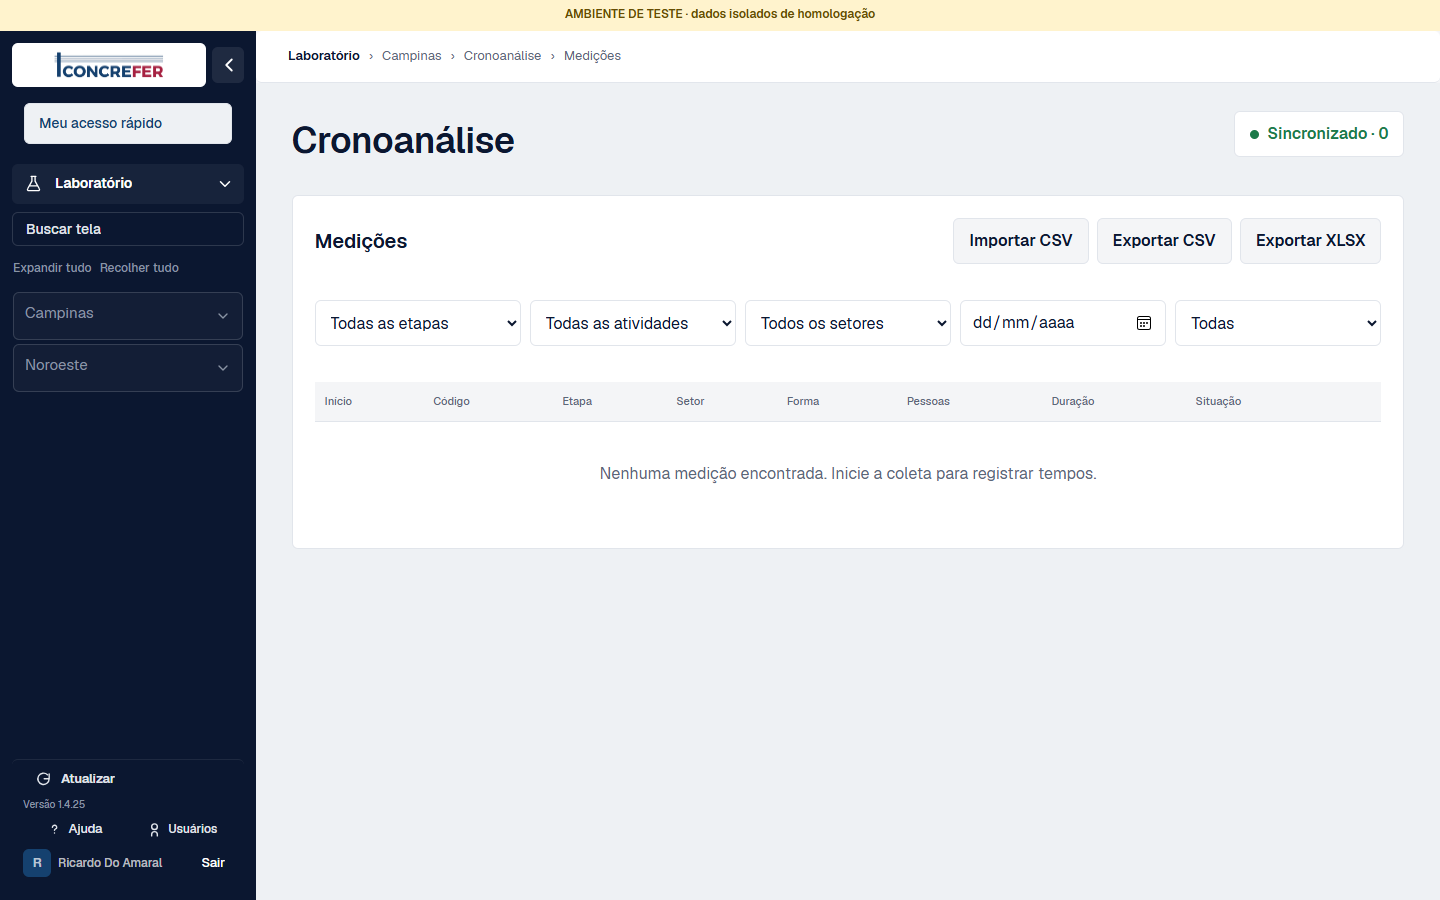 AMBIENTE DE TESTE · dados isolados de homologação
CONCREFER
Meu acesso rápido
Laboratório
Buscar tela
Expandir tudo Recolher tudo
Campinas
Noroeste
Atualizar
Versão 1.4.25
? Ajuda Usuários
R Ricardo Do Amaral Sair
Laboratório › Campinas › Cronoanálise › Medições
Cronoanálise
Sincronizado · 0
Medições
Importar CSV Exportar CSV Exportar XLSX
Todas as etapas Todas as atividades Todos os setores dd/mm/aaaa Todas
Início Código Etapa Setor Forma Pessoas Duração Situação
Nenhuma medição encontrada. Inicie a coleta para registrar tempos.